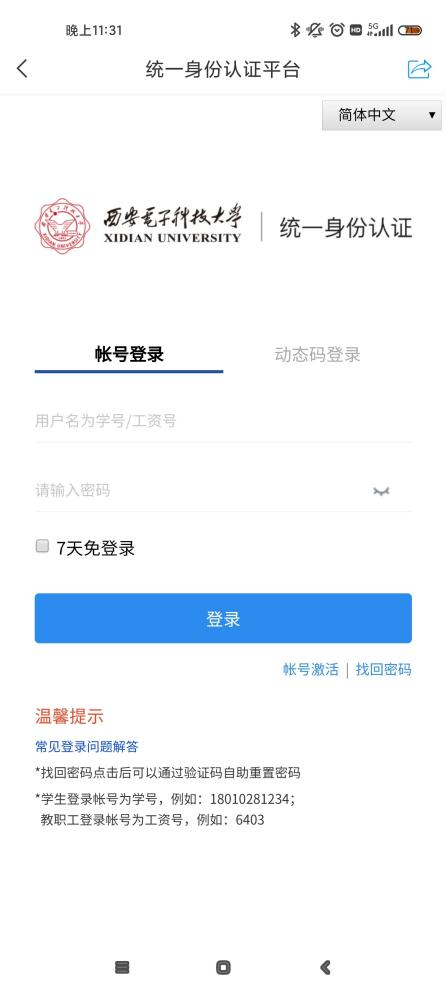 晚上11:31
5G
HD
71
统一身份认证平台
简体中文
西安电子科技大学
XIDIAN UNIVERSITY
统一身份认证
帐号登录
动态码登录
用户名为学号/工资号
请输入密码
7天免登录
登录
帐号激活 | 找回密码
温馨提示
常见登录问题解答
*找回密码点击后可以通过验证码自助重置密码
*学生登录帐号为学号，例如：18010281234；
教职工登录帐号为工资号，例如：6403